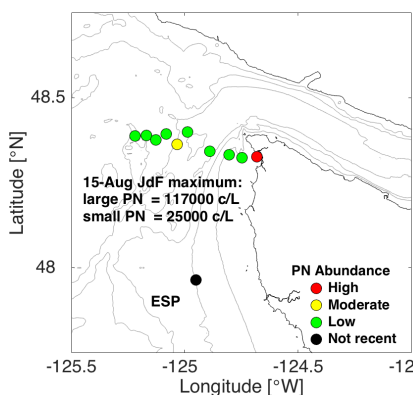 48.5
48
Latitude [°N]
15-Aug JdF maximum:
large PN = 117000 c/L
small PN = 25000 c/L
ESP
PN Abundance
High
Moderate
Low
Not recent
-125.5 -125 -124.5 -12
Longitude [°W]